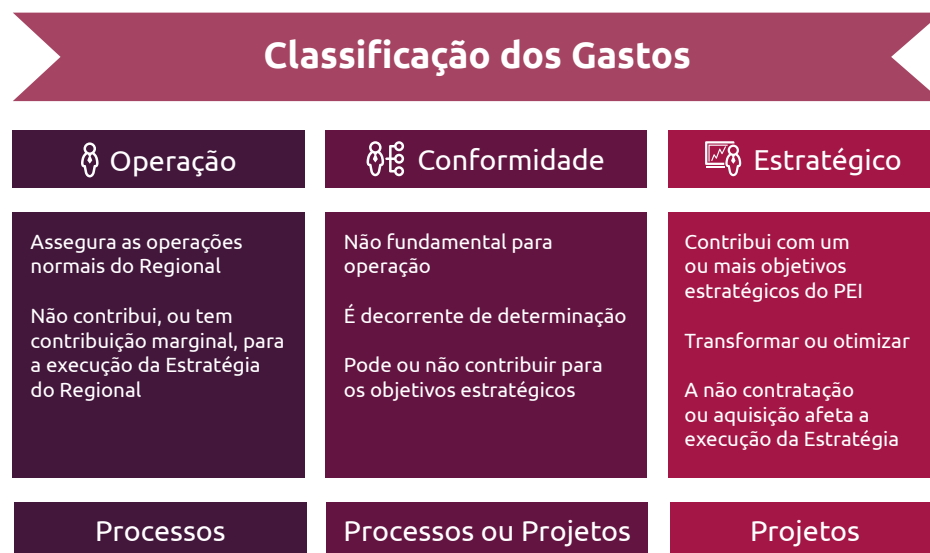 Classificação dos Gastos
Operação
Conformidade
Estratégico
Assegura as operações
normais do Regional
Não contribui, ou tem
contribuição marginal, para
a execução da Estratégia
do Regional
Não fundamental para
operação
É decorrente de determinação
Pode ou não contribuir para
os objetivos estratégicos
Contribui com um
ou mais objetivos
estratégicos do PEI
Transformar ou otimizar
A não contratação
ou aquisição afeta a
execução da Estratégia
Processos
Processos ou Projetos
Projetos